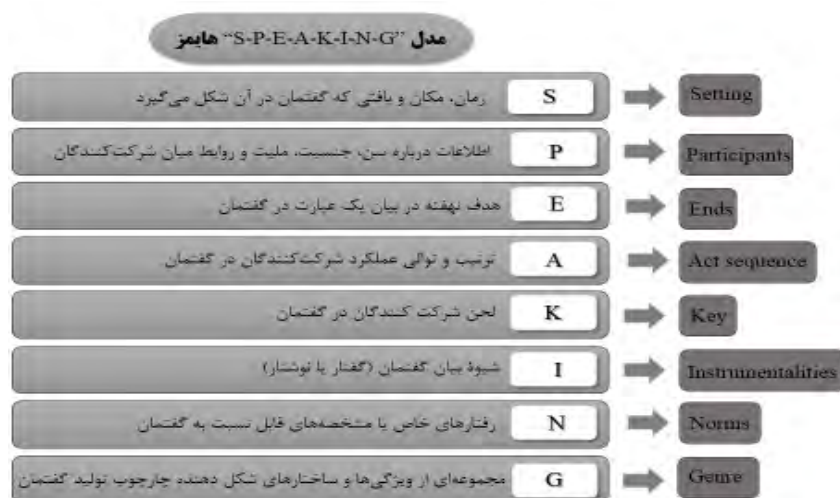 مدل "S-P-E-A-K-I-N-G" هایمز
زمان، مکان و بافتی که گفتمان در آن شکل می‌گیرد S Setting
اطلاعات درباره سن، جنسیت، ملیت و روابط میان شرکت‌کنندگان P Participants
هدف نهفته در بیان یک عبارت در گفتمان E Ends
ترتیب و توالی عملکرد شرکت‌کنندگان در گفتمان A Act sequence
لحن شرکت کنندگان در گفتمان K Key
شیوۀ بیان گفتمان (گفتار یا نوشتار) I Instrumentalities
رفتارهای خاص یا مشخصه‌های قابل نسبت به گفتمان N Norms
مجموعه‌ای از ویژگی‌ها و ساختارهای شکل دهنده چارچوب تولید گفتمان G Genre